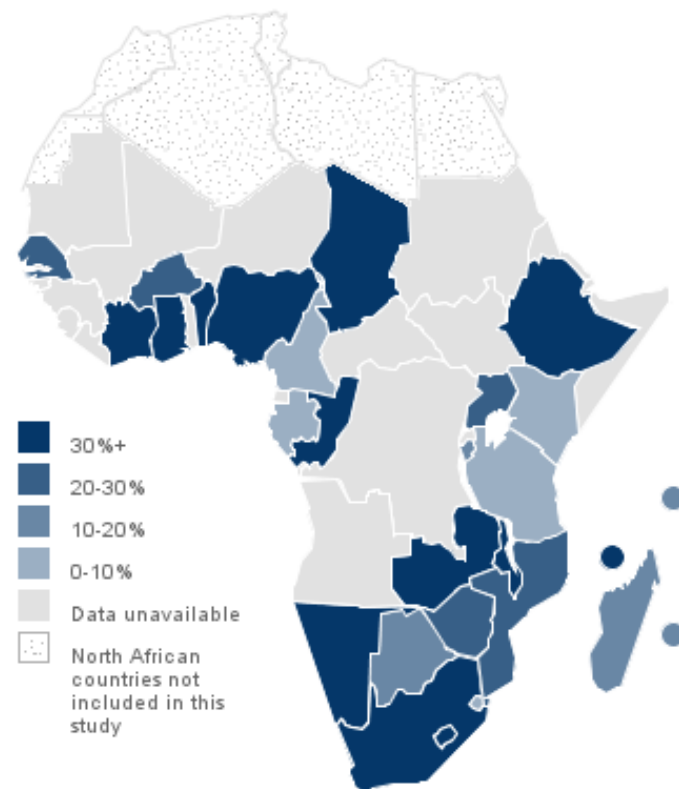 30%+
20-30%
10-20%
0-10%
Data unavailable
North African
countries not
included in this
study